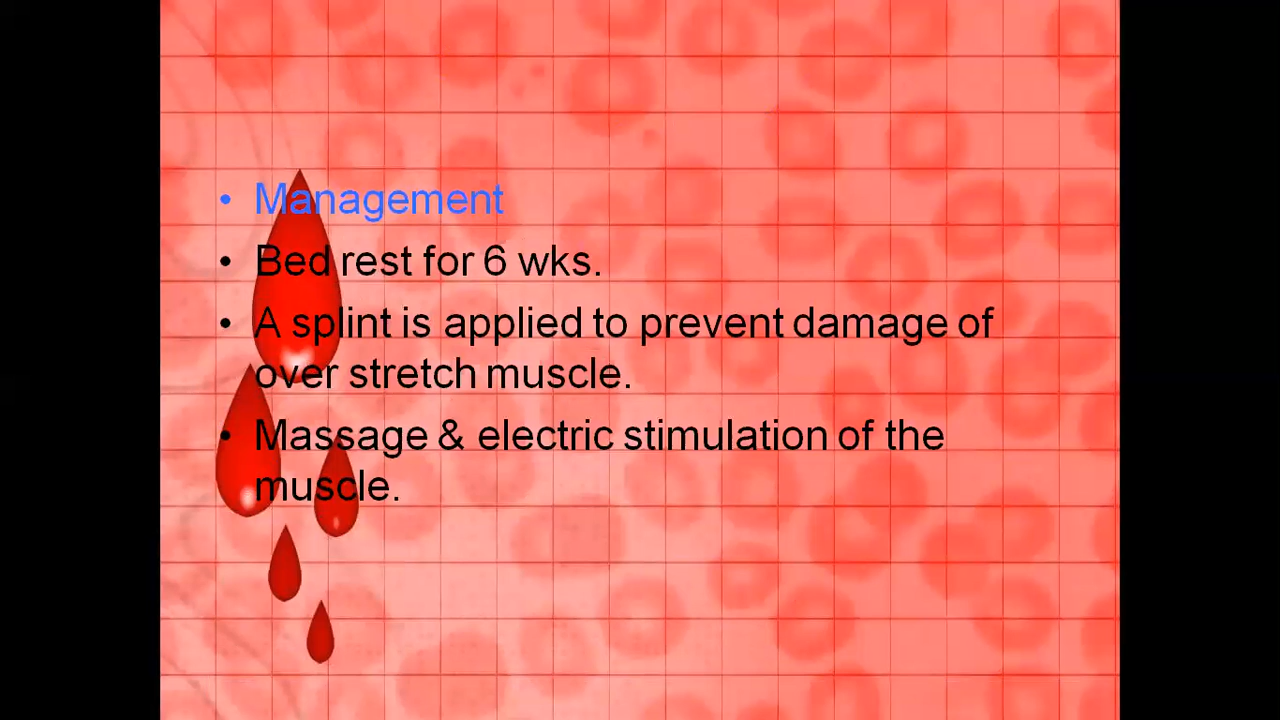 • Management
• Bed rest for 6 wks.
• A splint is applied to prevent damage of
over stretch muscle.
• Massage & electric stimulation of the
muscle.